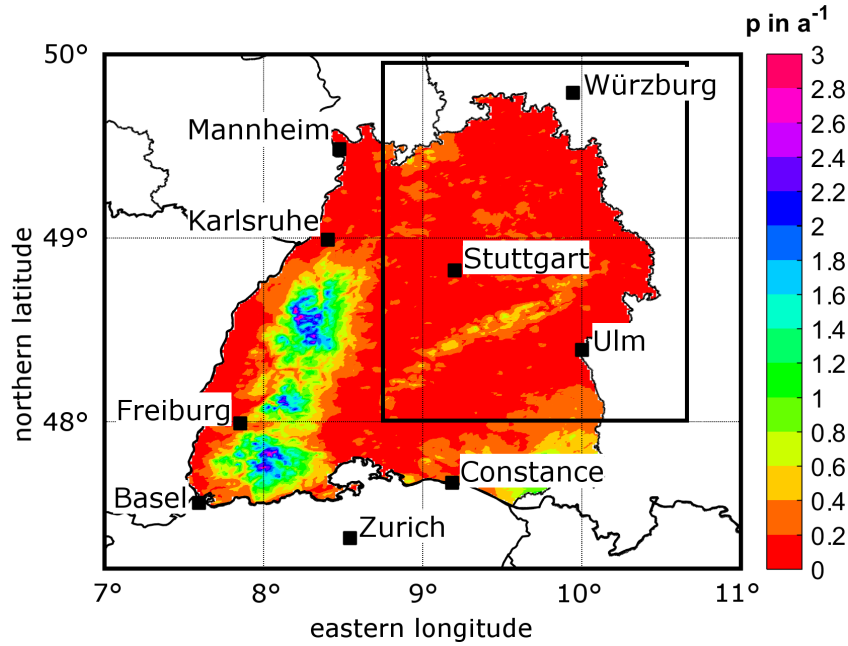 p in a-1
50°
3
Würzburg
2.8
2.6
Mannheim
2.4
2.2
Karlsruhe
49°
2
Stuttgart
1.8
1.6
1.4
Ulm
1.2
1
Freiburg
48°
0.8
Constance
0.6
Basel
0.4
Zurich
0.2
0
7°
8°
9°
10°
11°
eastern longitude
northern latitude